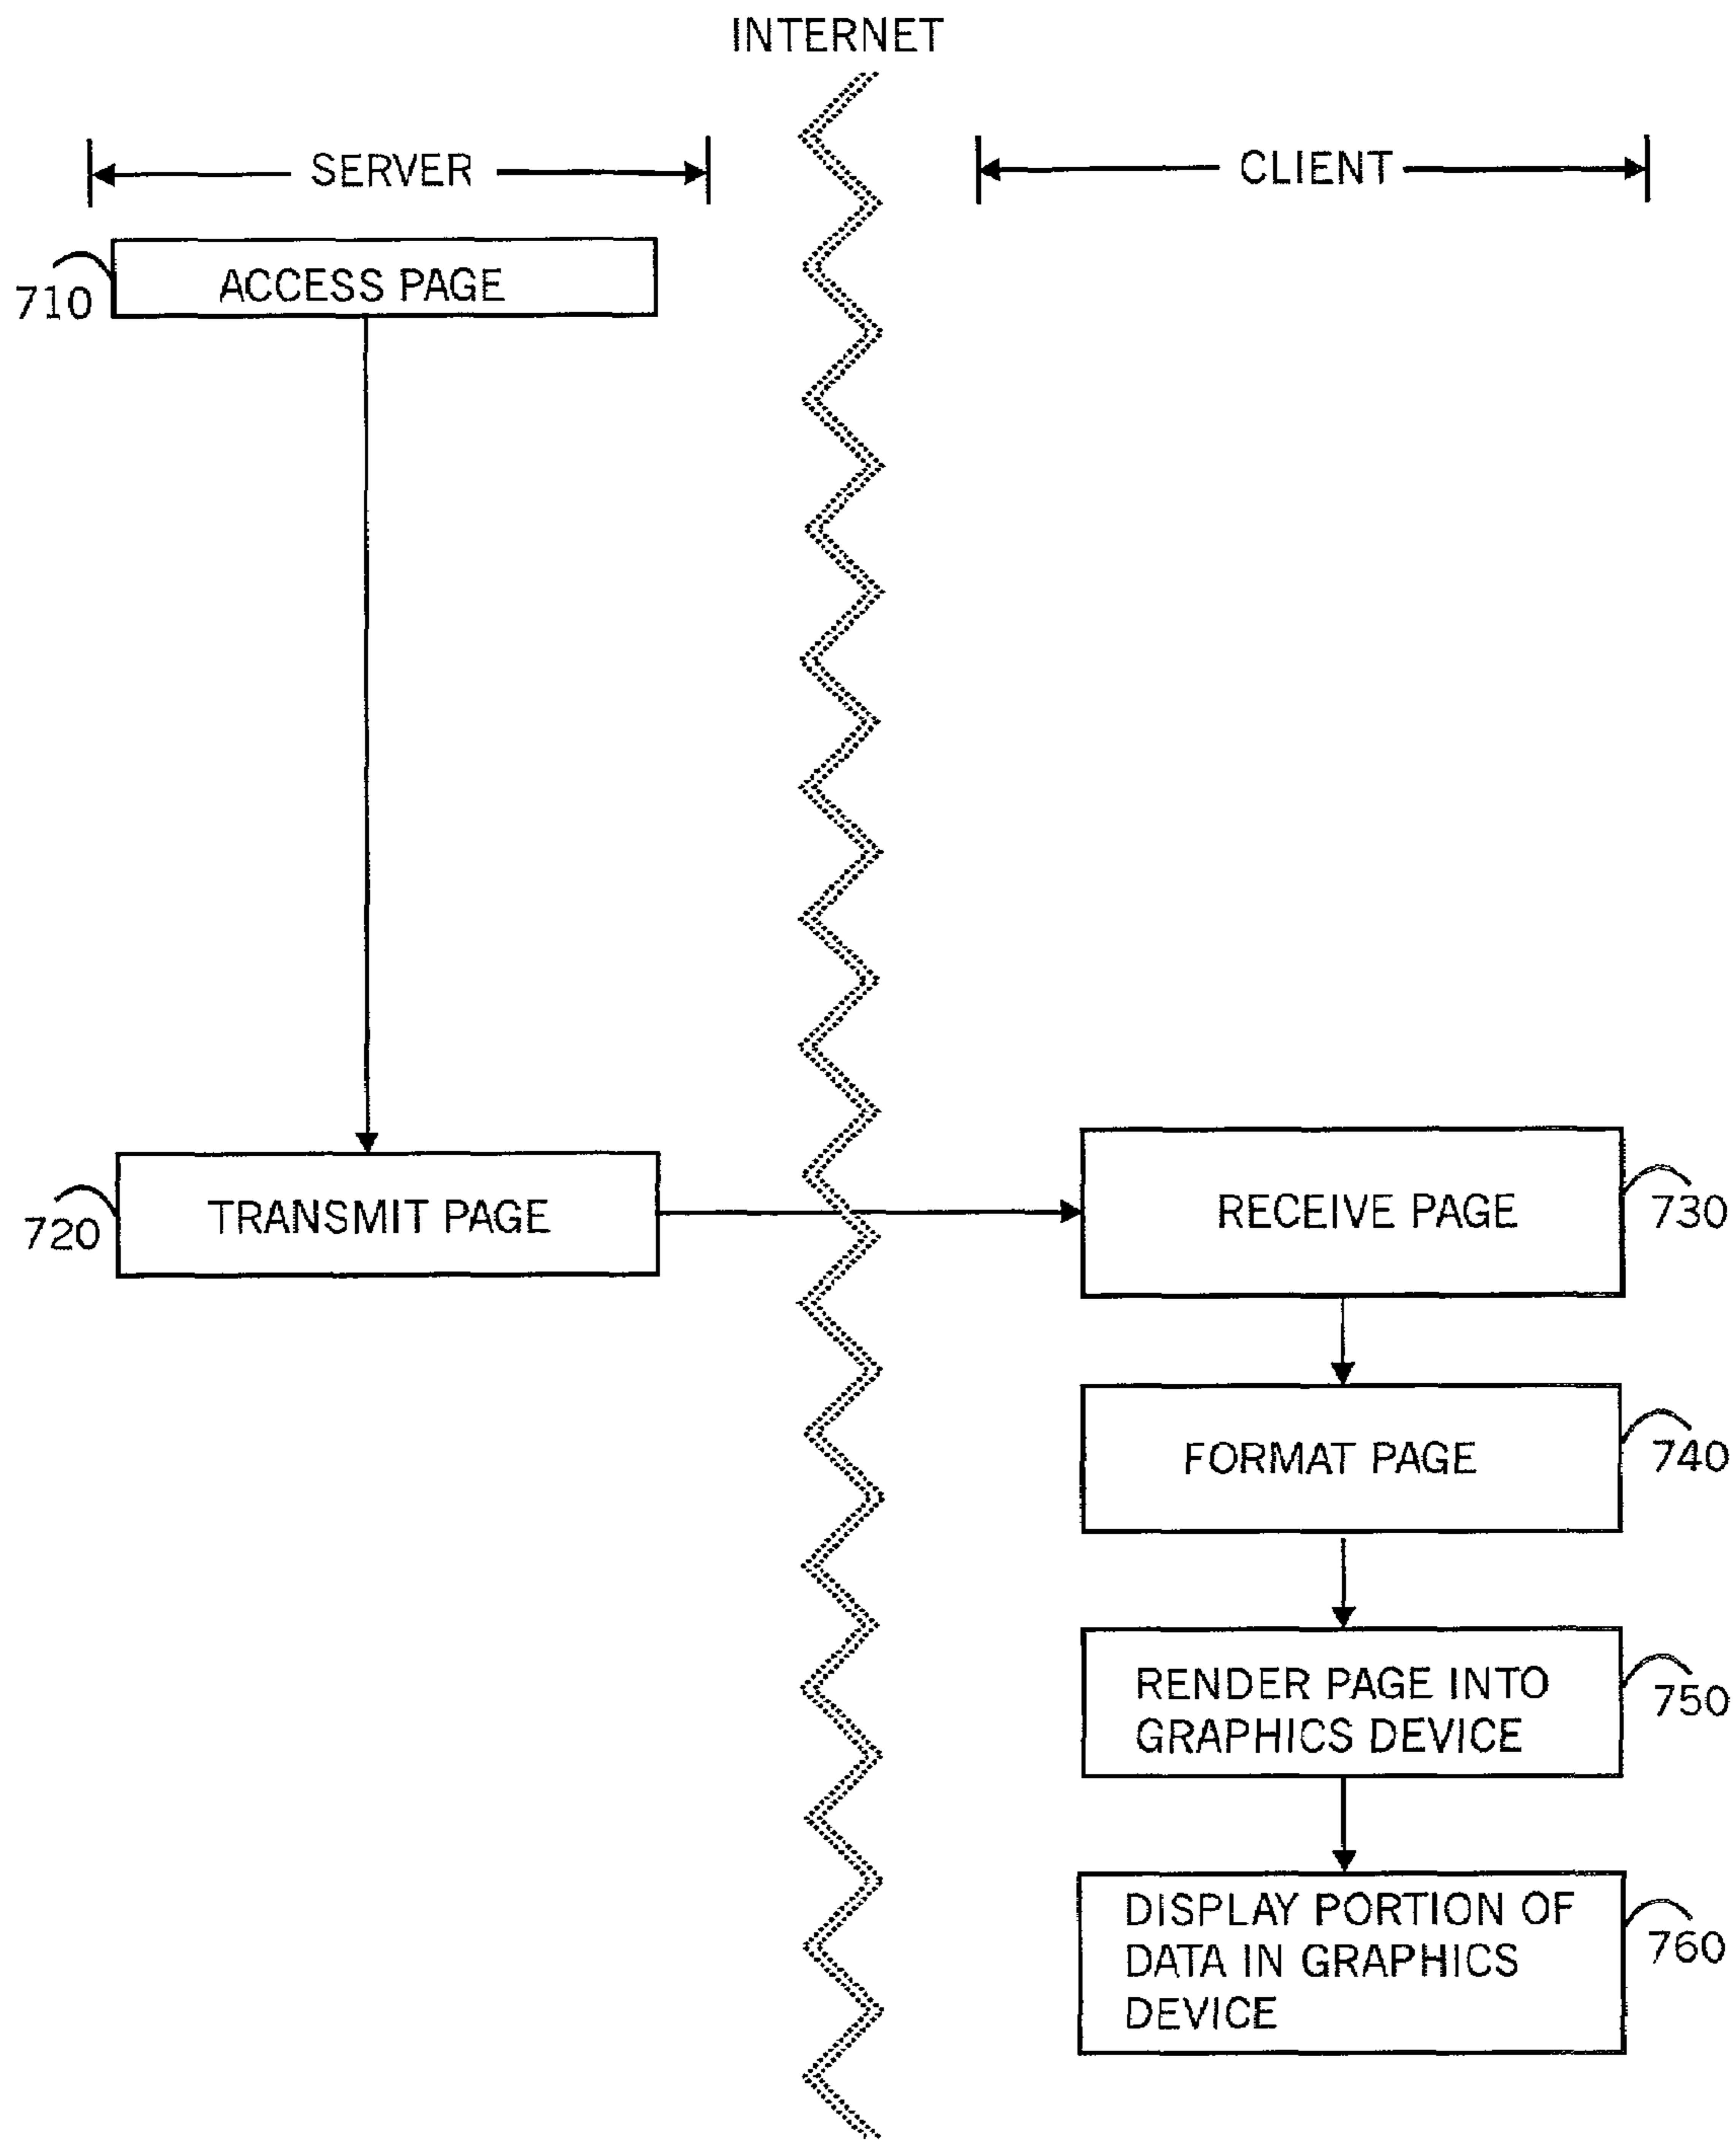 INTERNET
SERVER
CLIENT
ACCESS PAGE
710
TRANSMIT PAGE
720
RECEIVE PAGE
730
FORMAT PAGE
740
RENDER PAGE INTO
GRAPHICS DEVICE
750
DISPLAY PORTION OF
DATA IN GRAPHICS
DEVICE
760